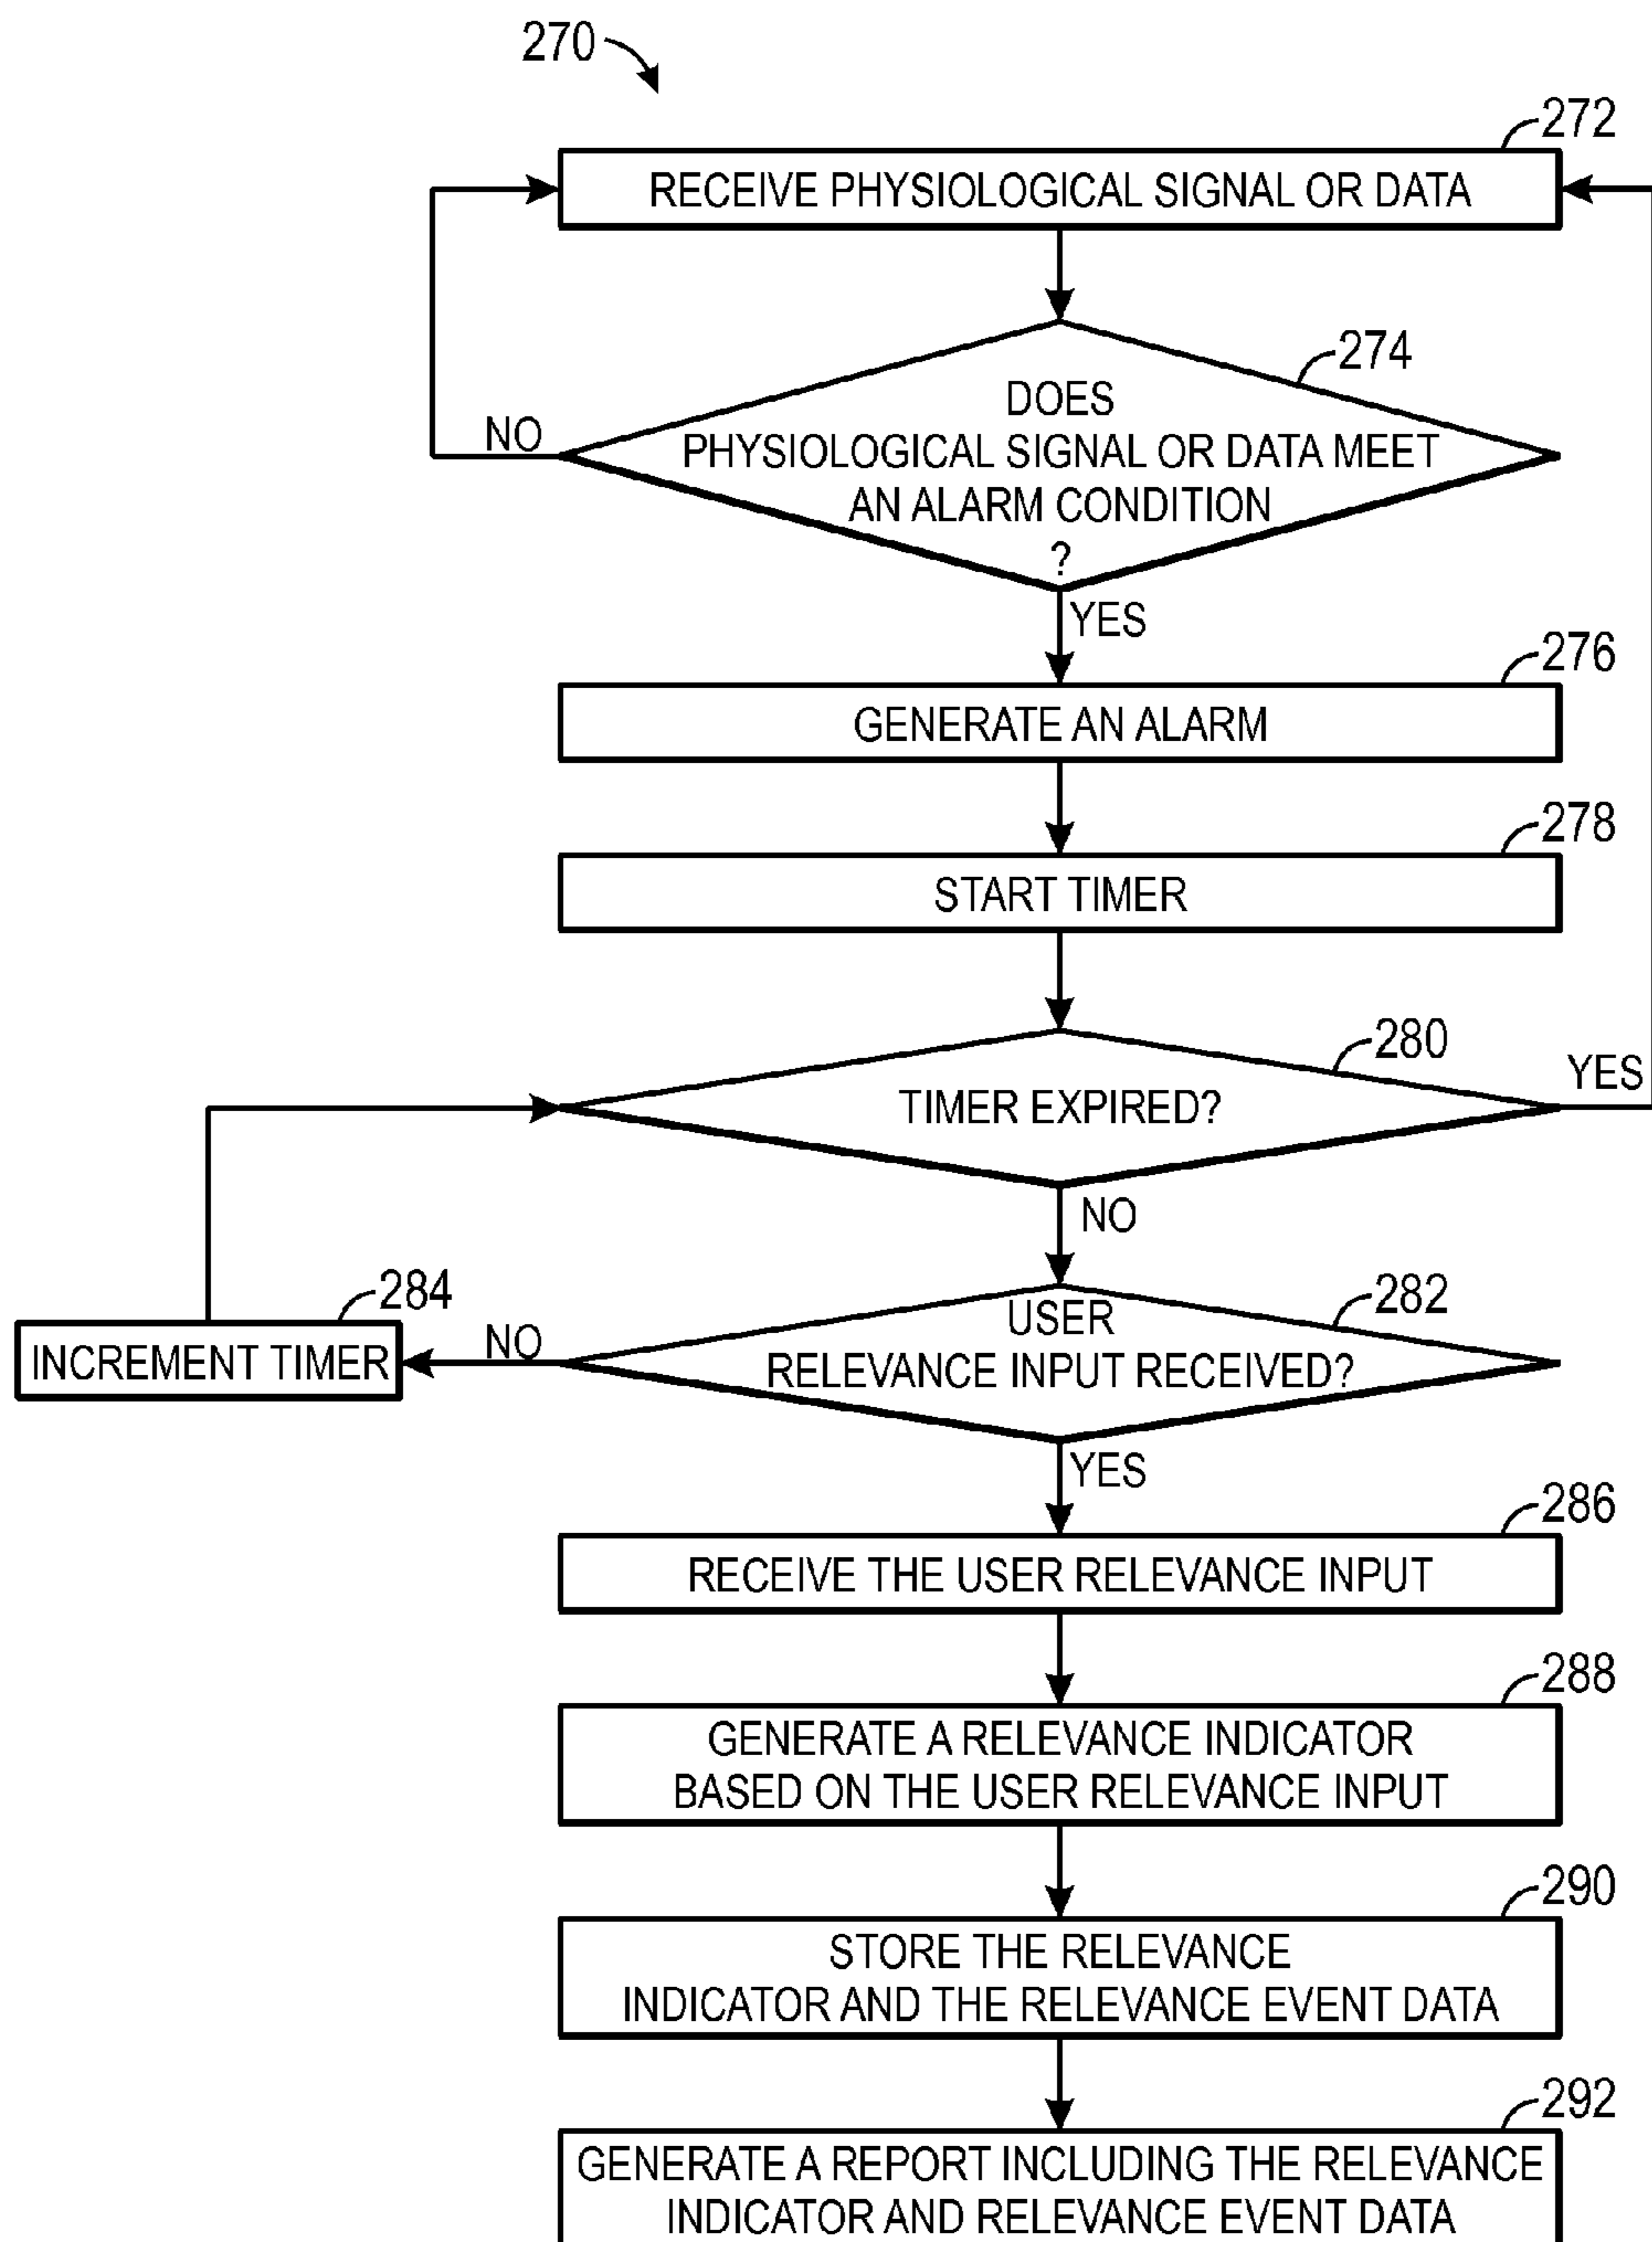 270
272
RECEIVE PHYSIOLOGICAL SIGNAL OR DATA
274
DOES
PHYSIOLOGICAL SIGNAL OR DATA MEET
AN ALARM CONDITION
?
NO
YES
276
GENERATE AN ALARM
278
START TIMER
280
TIMER EXPIRED?
YES
NO
282
USER
RELEVANCE INPUT RECEIVED?
NO
284
INCREMENT TIMER
YES
286
RECEIVE THE USER RELEVANCE INPUT
288
GENERATE A RELEVANCE INDICATOR
BASED ON THE USER RELEVANCE INPUT
290
STORE THE RELEVANCE
INDICATOR AND THE RELEVANCE EVENT DATA
292
GENERATE A REPORT INCLUDING THE RELEVANCE
INDICATOR AND RELEVANCE EVENT DATA